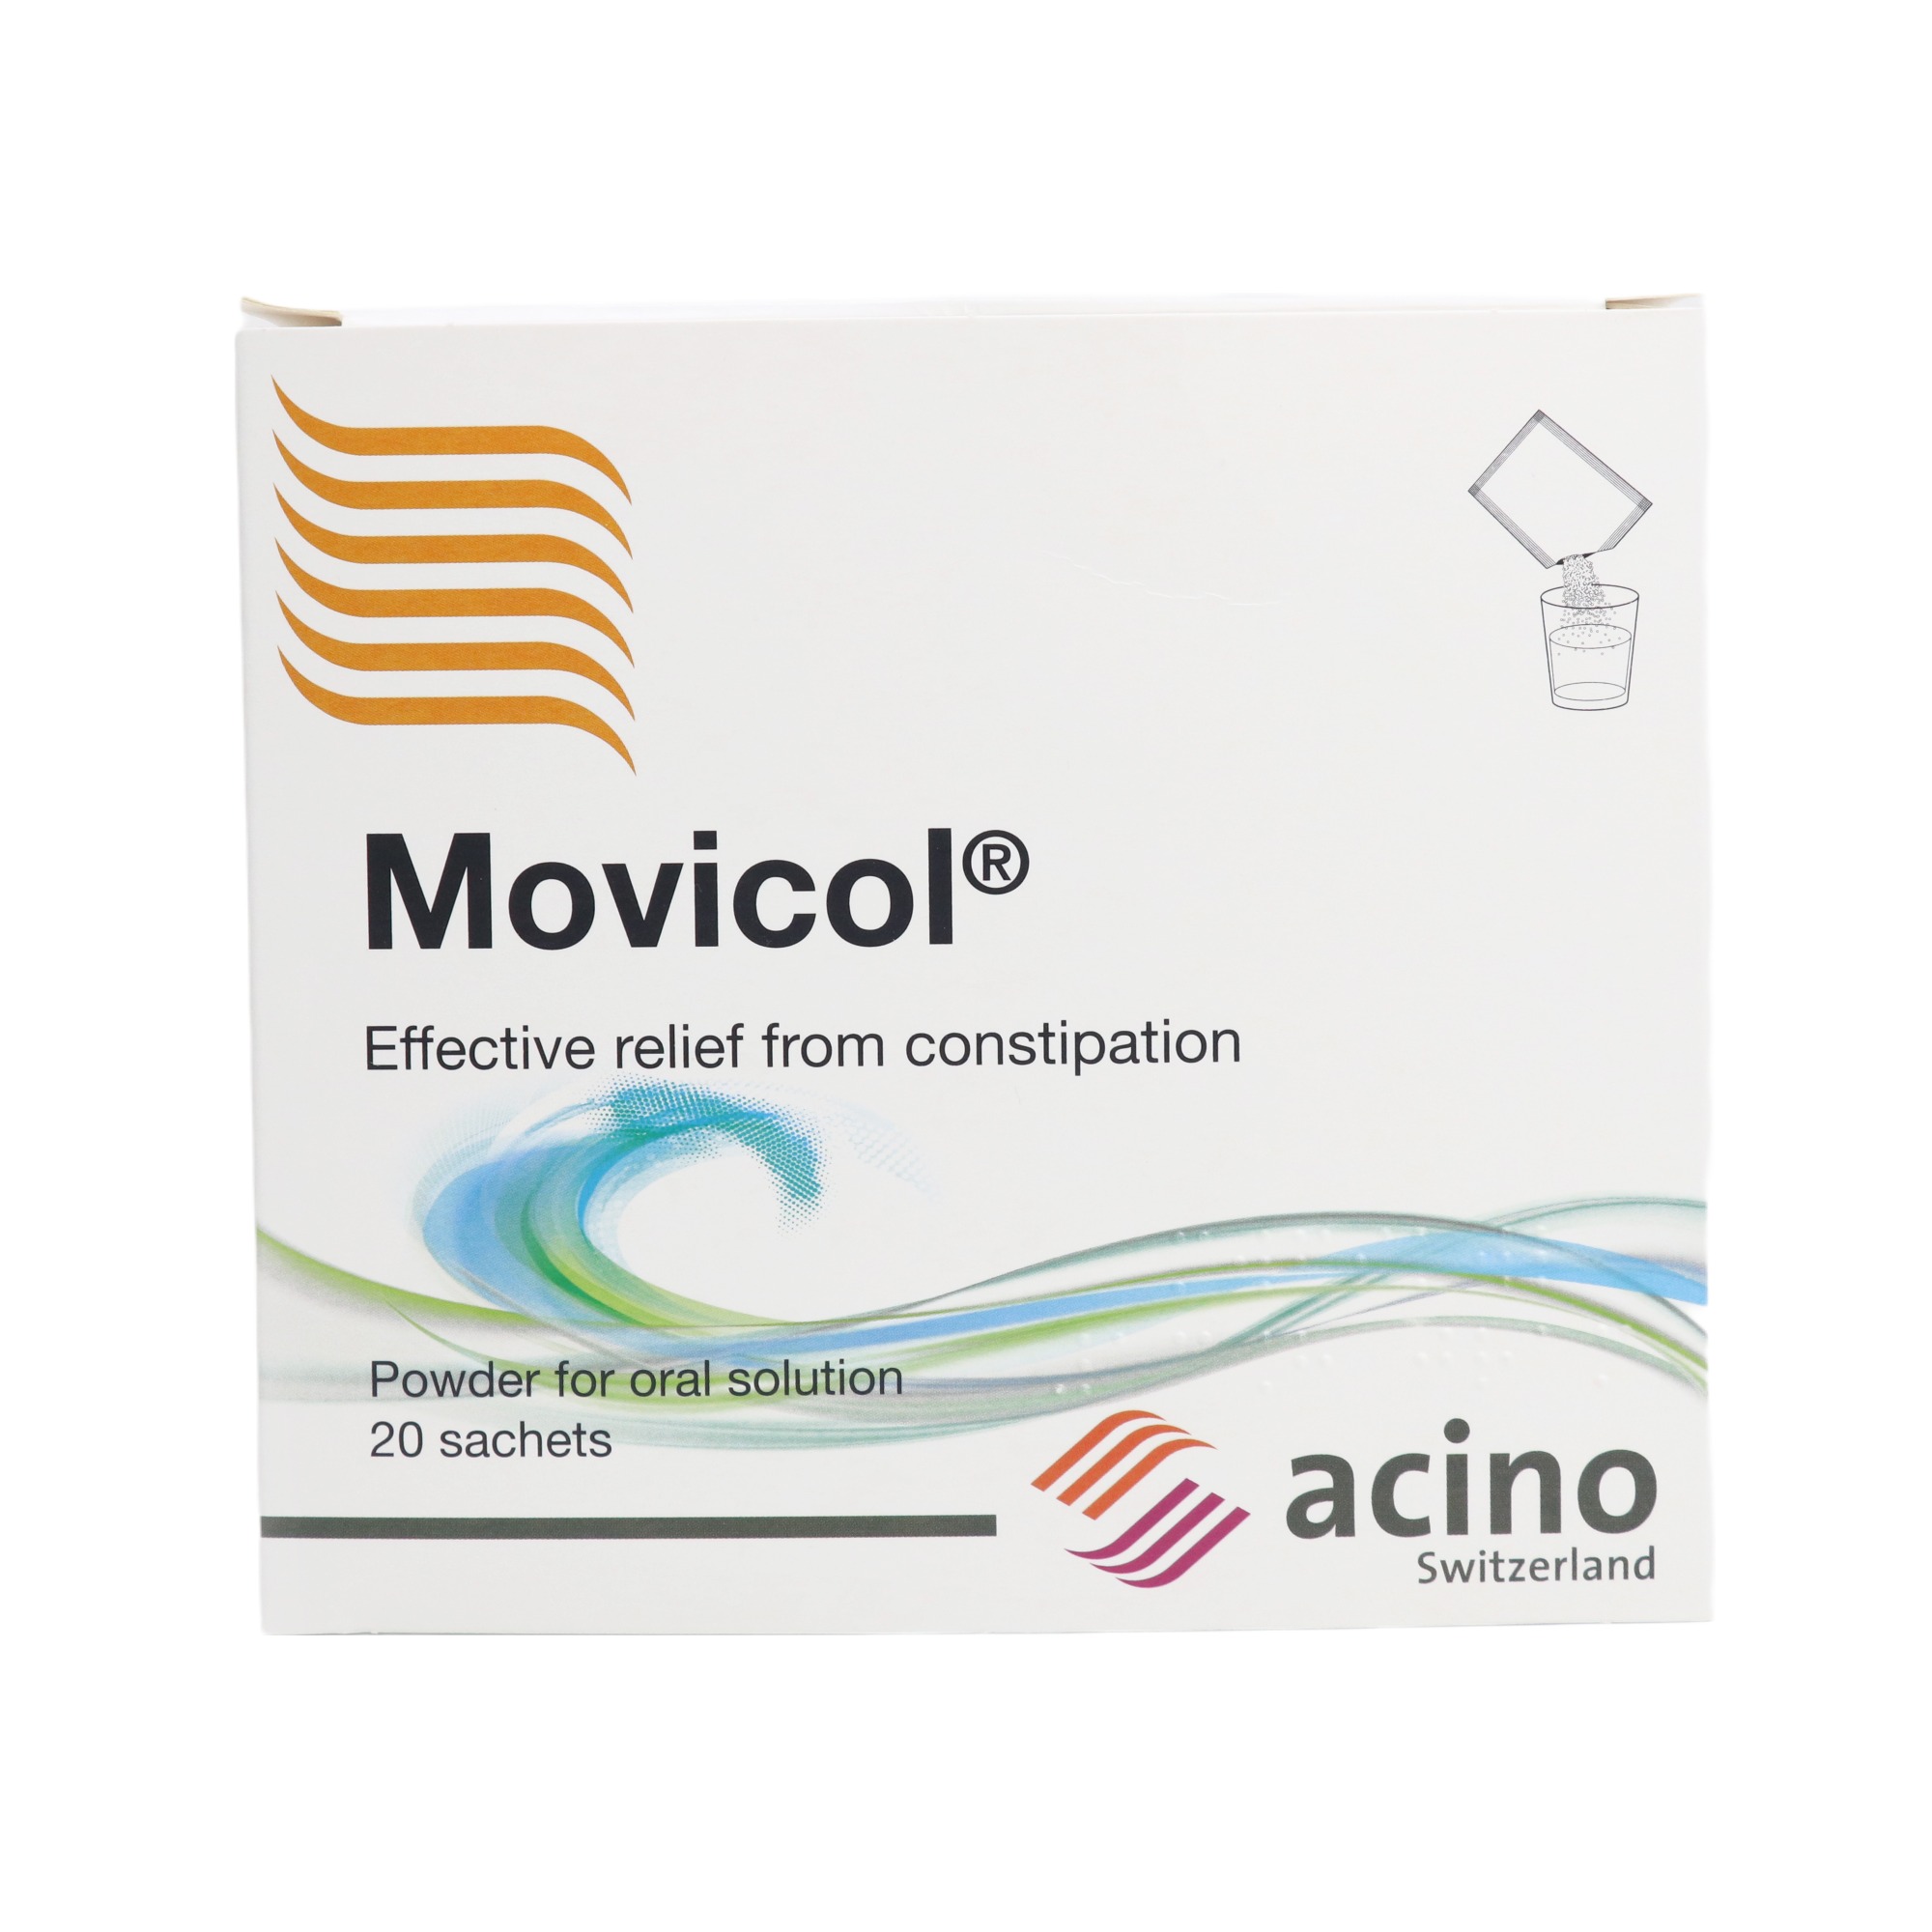 Movicol®
Effective relief from constipation
Powder for oral solution
20 sachets
acino
Switzerland